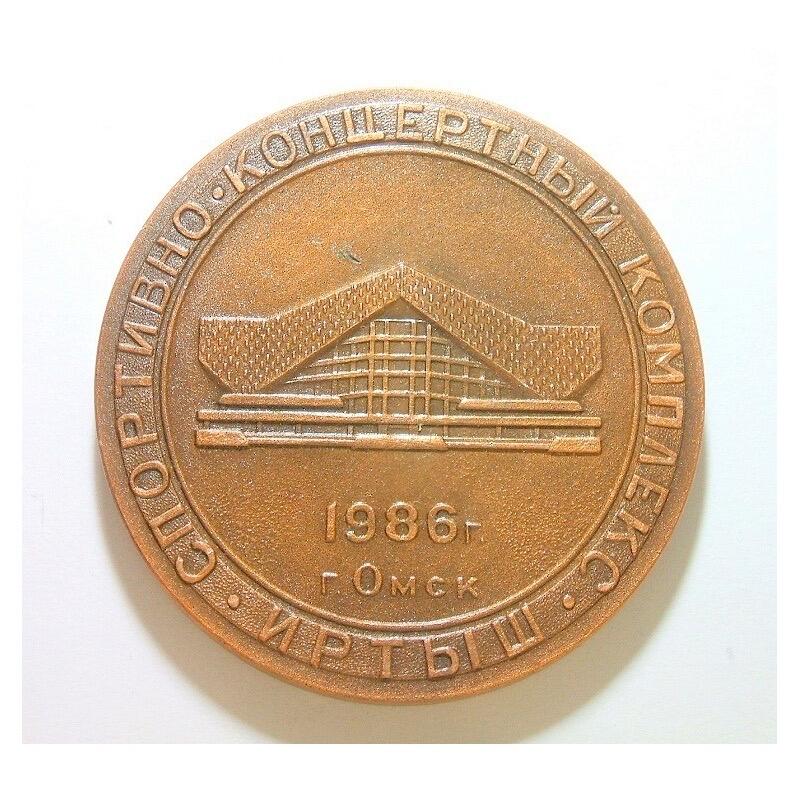 СПОРТИВНО · КОНЦЕРТНЫЙ КОМПЛЕКС
· ИРТЫШ ·
1986г.
г. Омск